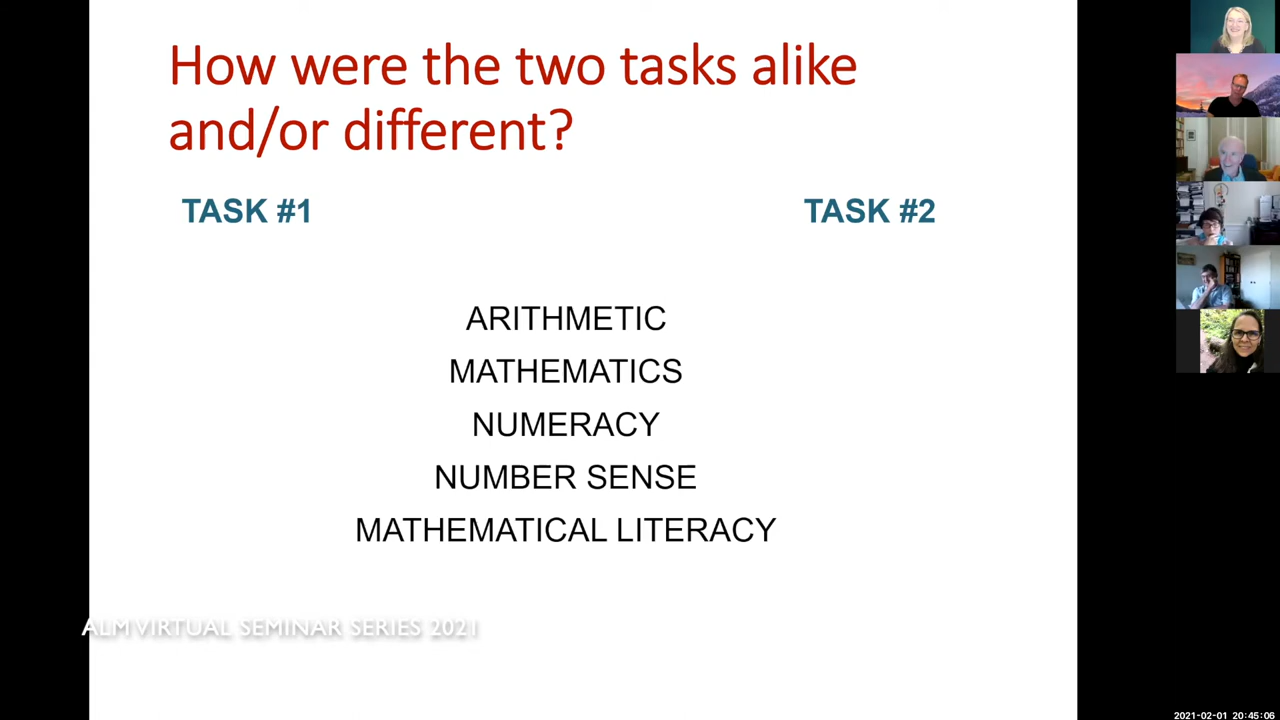 How were the two tasks alike
and/or different?
TASK #1
TASK #2
ARITHMETIC
MATHEMATICS
NUMERACY
NUMBER SENSE
MATHEMATICAL LITERACY
ALM VIRTUAL SEMINAR SERIES 2021
2021-02-01 20:45:06